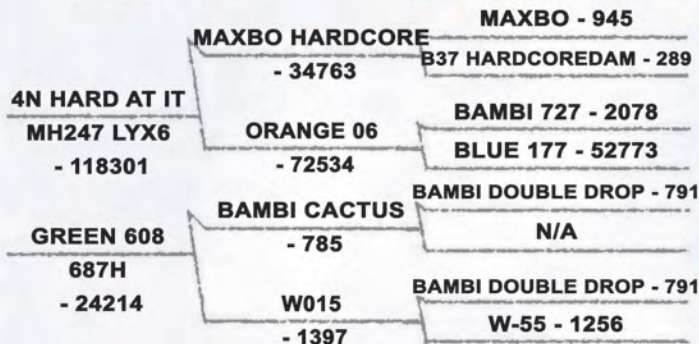 4N HARD AT IT
MH247 LYX6
- 118301
MAXBO HARDCORE
- 34763
MAXBO - 945
B37 HARDCOREDAM - 289
ORANGE 06
- 72534
BAMBI 727 - 2078
BLUE 177 - 52773
GREEN 608
687H
- 24214
BAMBI CACTUS
- 785
BAMBI DOUBLE DROP - 791
N/A
W015
- 1397
BAMBI DOUBLE DROP - 791
W-55 - 1256